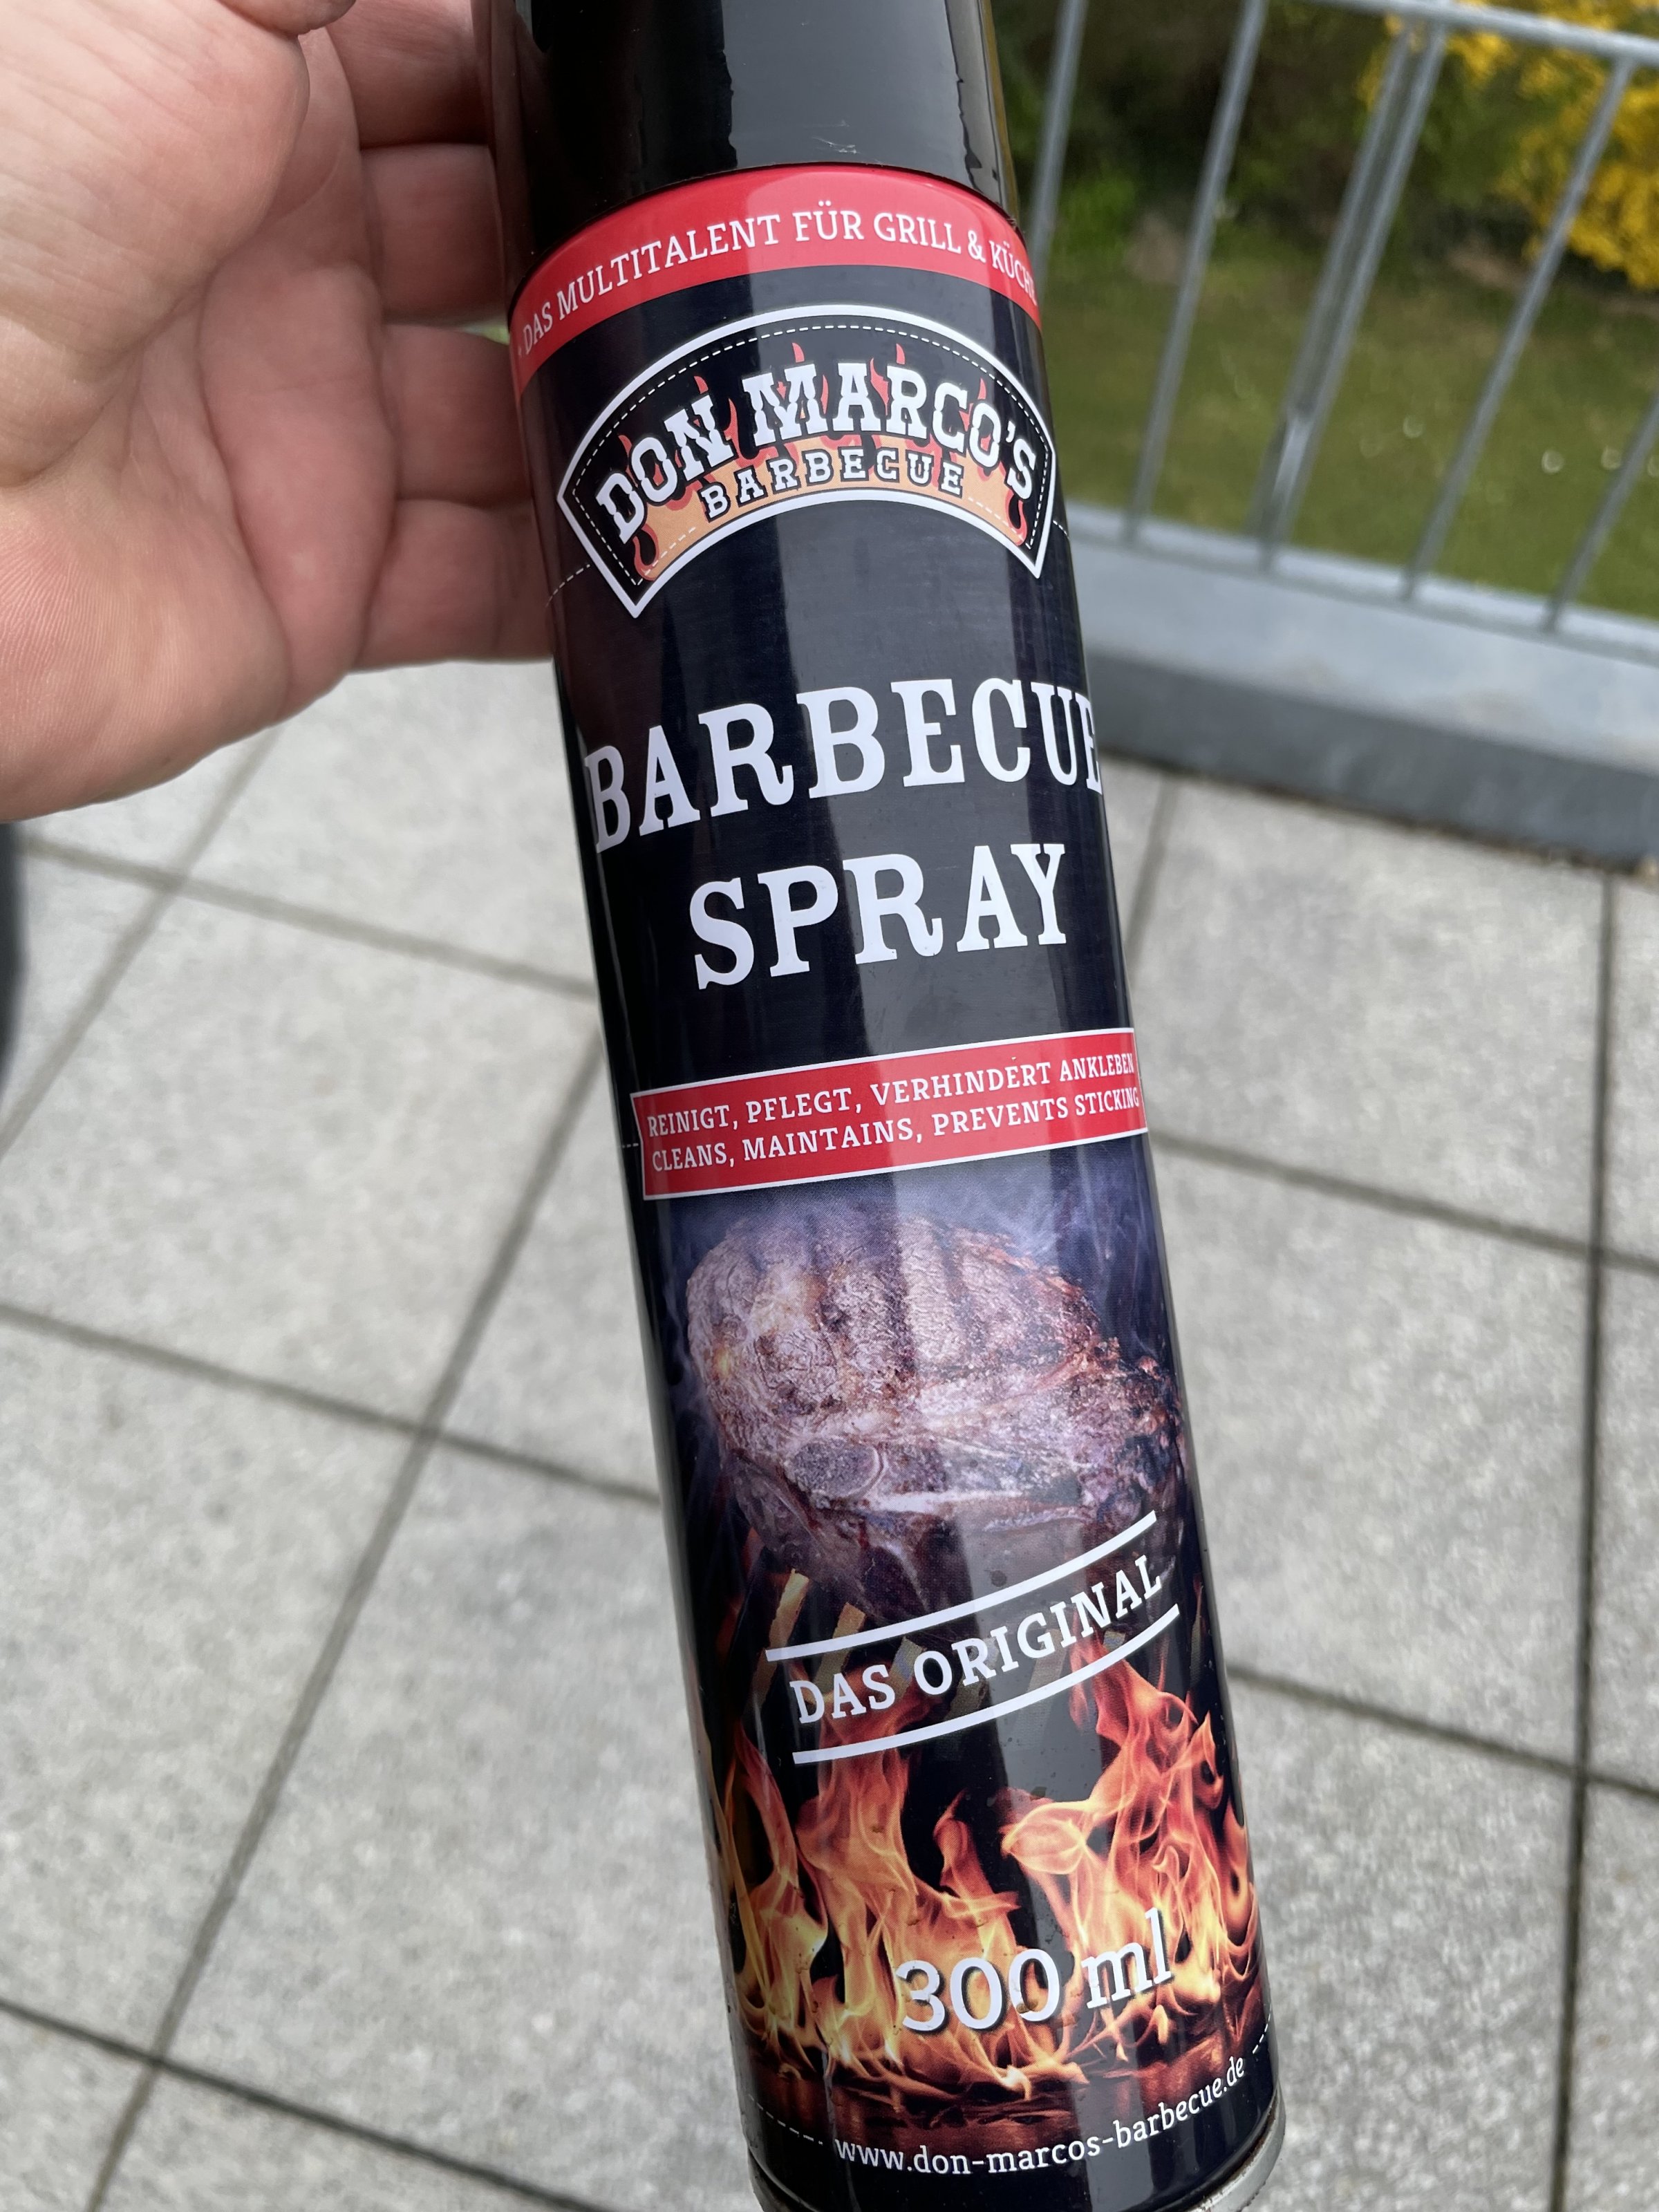 DAS MULTITALENT FÜR GRILL & KÜCHE
DON MARCO'S
BARBECUE
BARBECUE
SPRAY
REINIGT, PFLEGT, VERHINDERT ANKLEBEN
CLEANS, MAINTAINS, PREVENTS STICKING
DAS ORIGINAL
300 ml
www.don-marcos-barbecue.de